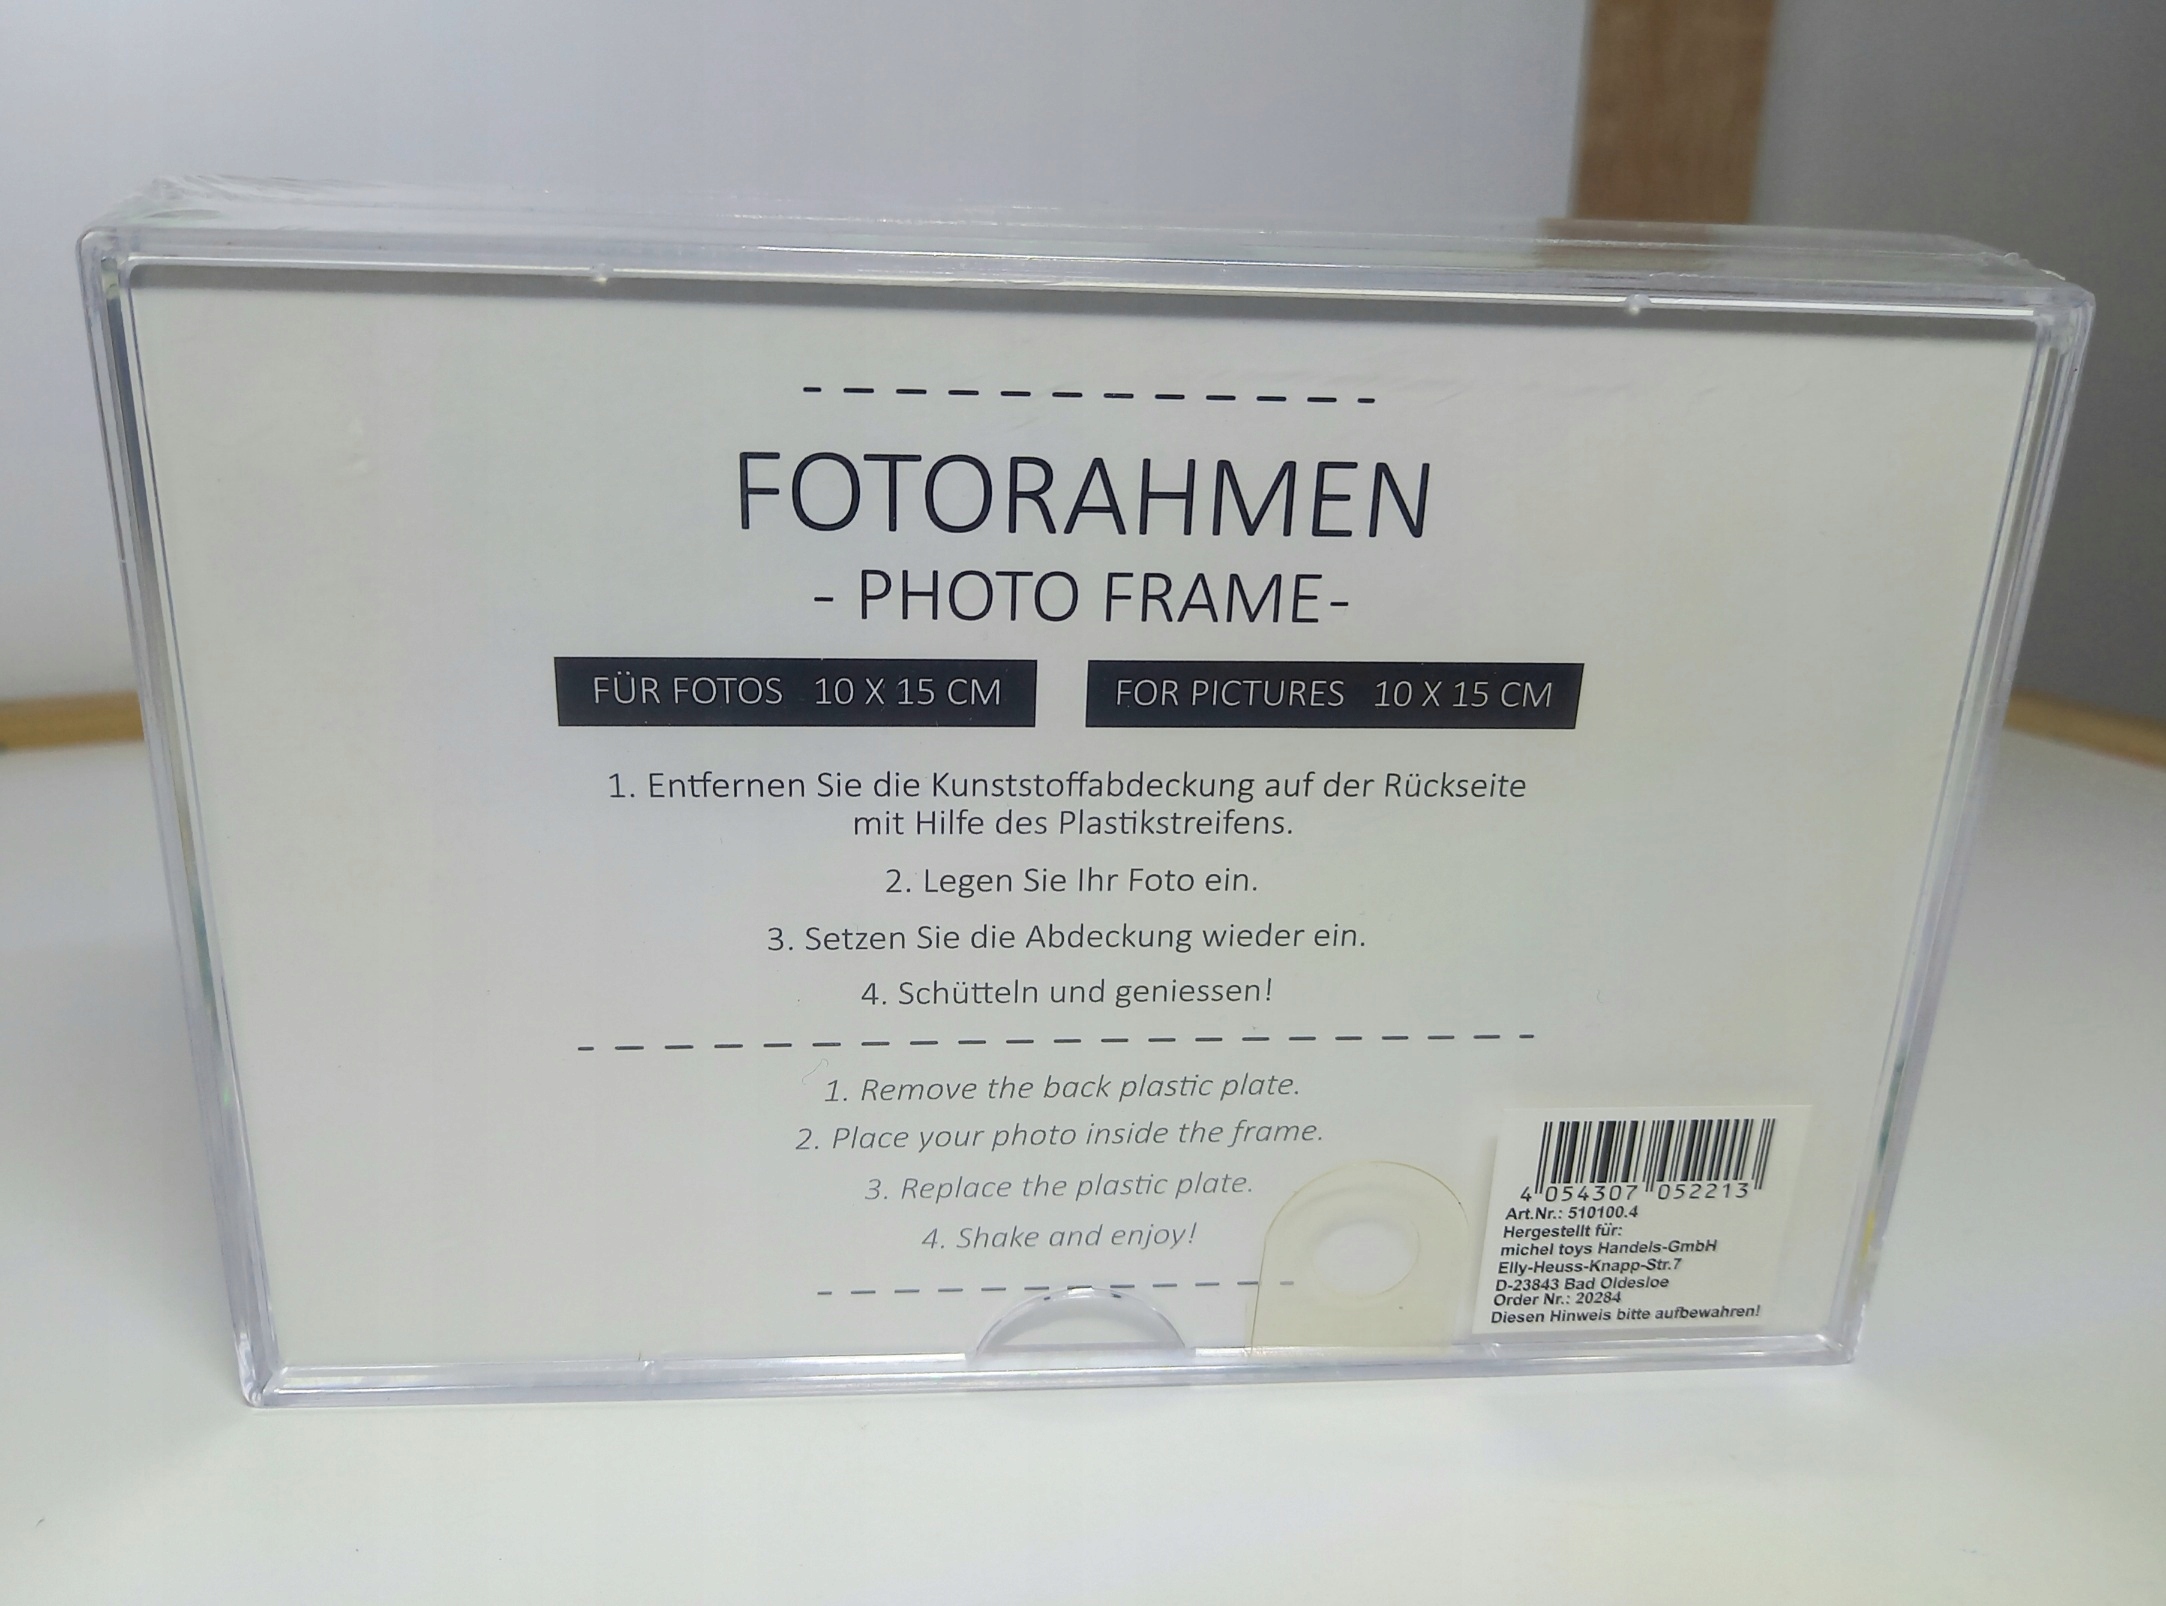 FOTORAHMEN
- PHOTO FRAME-
FÜR FOTOS 10 X 15 CM
FOR PICTURES 10 X 15 CM
1. Entfernen Sie die Kunststoffabdeckung auf der Rückseite
mit Hilfe des Plastikstreifens.
2. Legen Sie Ihr Foto ein.
3. Setzen Sie die Abdeckung wieder ein.
4. Schütteln und geniessen!
1. Remove the back plastic plate.
2. Place your photo inside the frame.
3. Replace the plastic plate.
4. Shake and enjoy!
4 054307 052213
Art.Nr.: 510100.4
Hergestellt für:
michel toys Handels-GmbH
Elly-Heuss-Knapp-Str.7
D-23843 Bad Oldesloe
Order Nr.: 20284
Diesen Hinweis bitte aufbewahren!